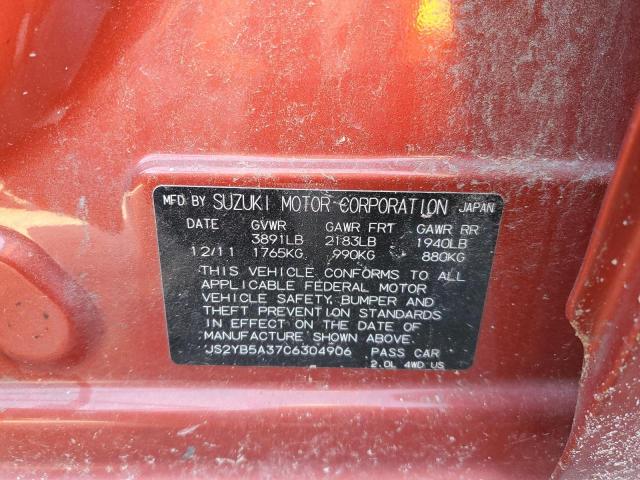 MFD BY SUZUKI MOTOR CORPORATION JAPAN
DATE GVWR GAWR FRT GAWR RR
3891LB 2183LB 1940LB
12/11 1765KG 990KG 880KG
THIS VEHICLE CONFORMS TO ALL
APPLICABLE FEDERAL MOTOR
VEHICLE SAFETY, BUMPER AND
THEFT PREVENTION STANDARDS
IN EFFECT ON THE DATE OF
MANUFACTURE SHOWN ABOVE.
JS2YB5A37C6304906 PASS CAR
2.0L 4WD US